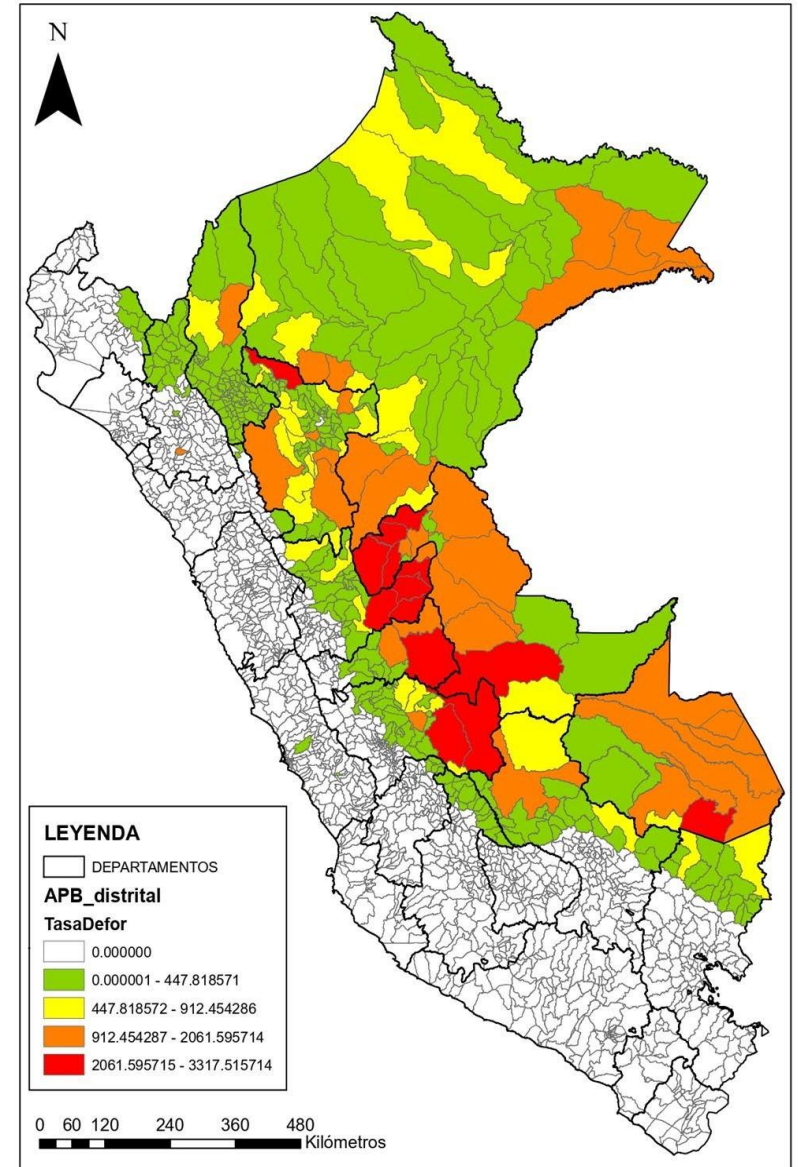 N
LEYENDA
DEPARTAMENTOS
APB_distrital
TasaDefor
0.000000
0.000001 - 447.818571
447.818572 - 912.454286
912.454287 - 2061.595714
2061.595715 - 3317.515714
0 60 120 240 360 480
Kilómetros